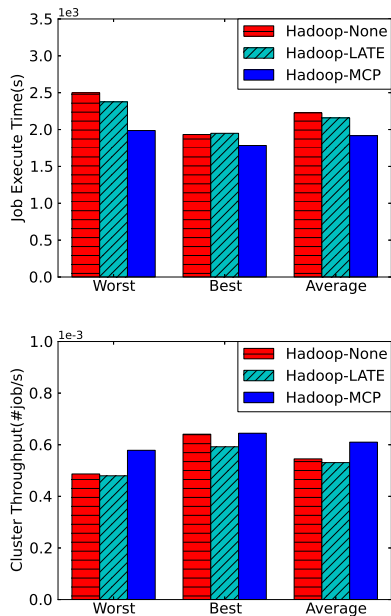 1e3
3.5
3.0
2.5
2.0
1.5
1.0
0.5
0.0
Job Execute Time(s)
Hadoop-None
Hadoop-LATE
Hadoop-MCP
Worst Best Average
1e-3
1.0
0.8
0.6
0.4
0.2
0.0
Cluster Throughput(#job/s)
Hadoop-None
Hadoop-LATE
Hadoop-MCP
Worst Best Average